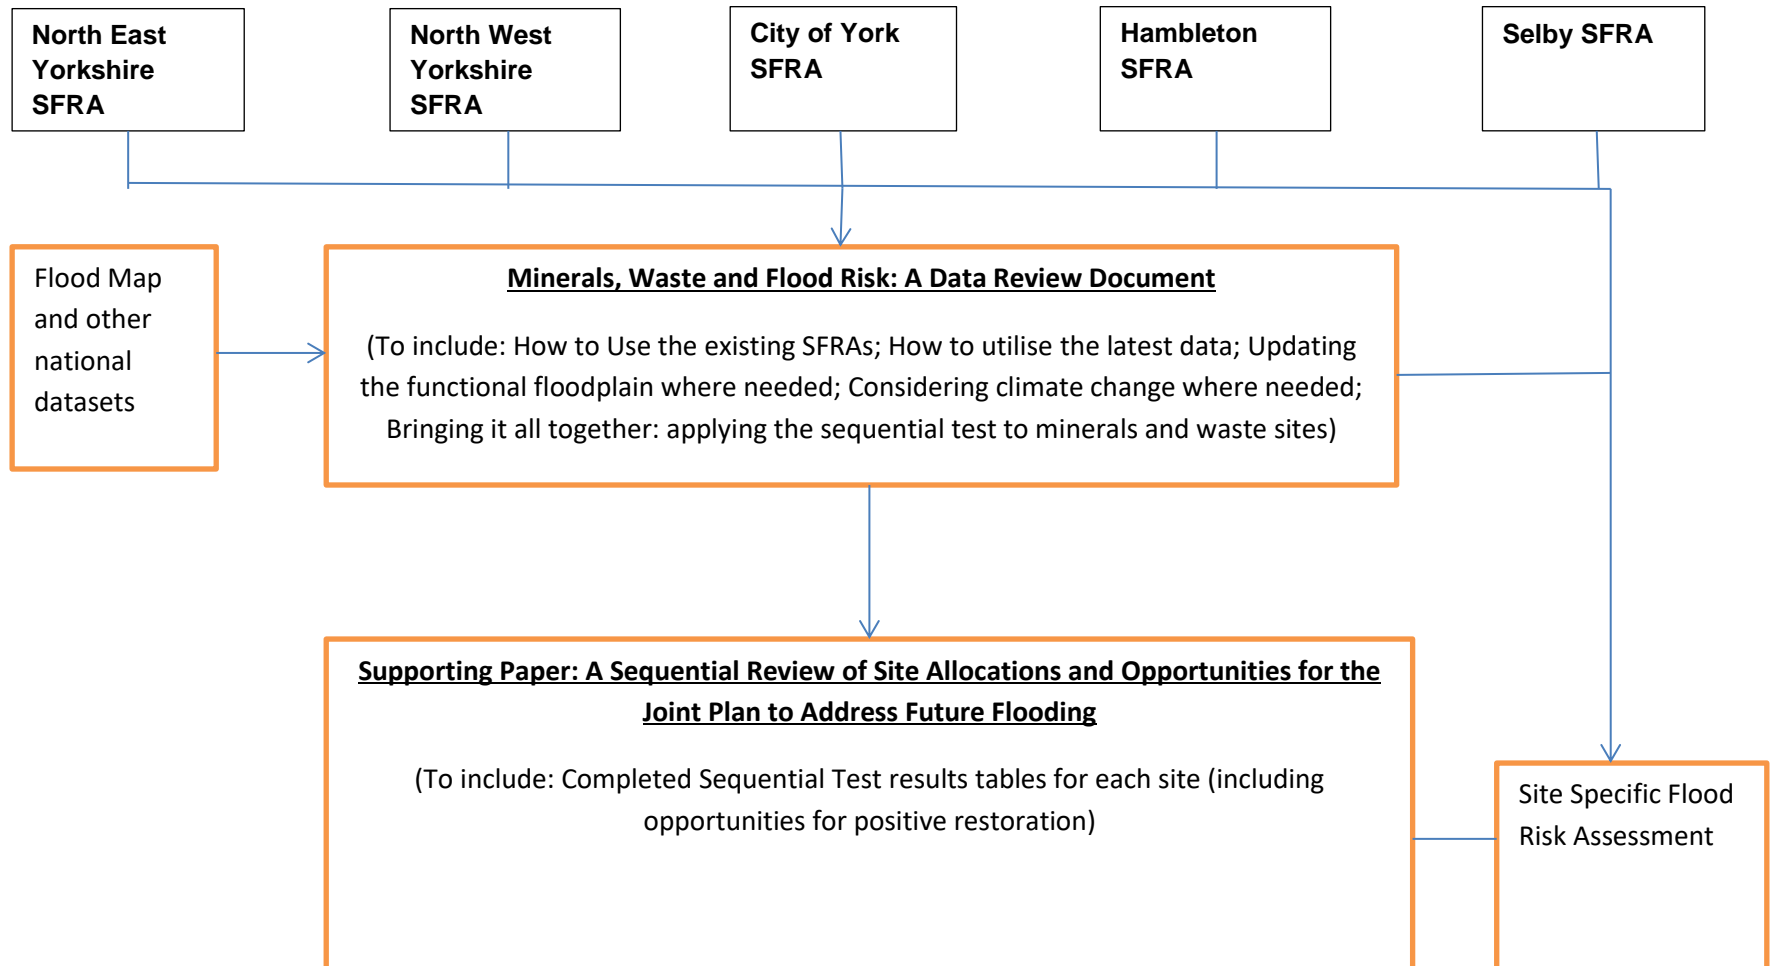 North East
Yorkshire
SFRA
North West
Yorkshire
SFRA
City of York
SFRA
Hambleton
SFRA
Selby SFRA
Flood Map
and other
national
datasets
Minerals, Waste and Flood Risk: A Data Review Document
(To include: How to Use the existing SFRAs; How to utilise the latest data; Updating
the functional floodplain where needed; Considering climate change where needed;
Bringing it all together: applying the sequential test to minerals and waste sites)
Supporting Paper: A Sequential Review of Site Allocations and Opportunities for the
Joint Plan to Address Future Flooding
(To include: Completed Sequential Test results tables for each site (including
opportunities for positive restoration)
Site Specific Flood
Risk Assessment